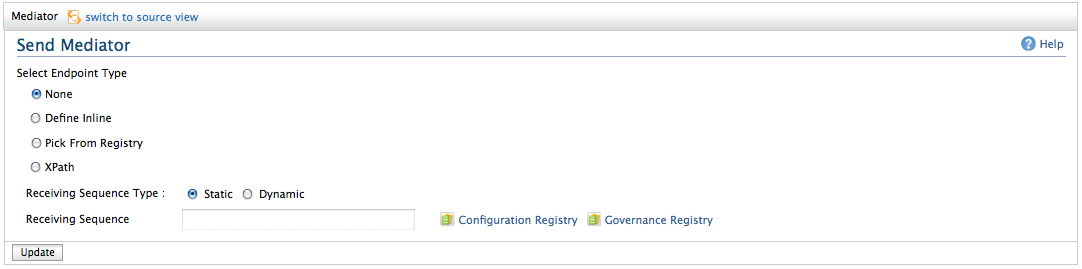 Mediator switch to source view
Send Mediator ? Help
Select Endpoint Type
None
Define Inline
Pick From Registry
XPath
Receiving Sequence Type : Static Dynamic
Receiving Sequence Configuration Registry Governance Registry
Update